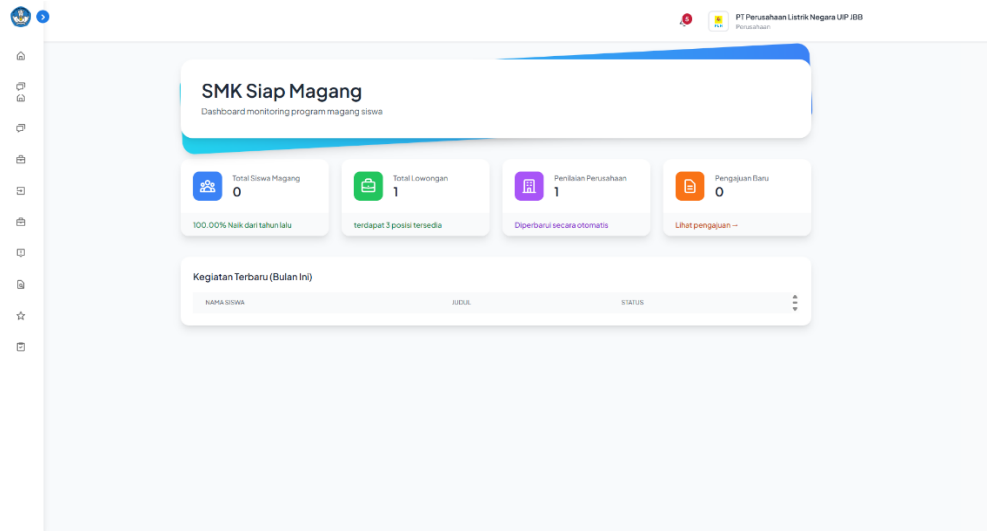 5
PT Perusahaan Listrik Negara UIP JBB
Perusahaan
SMK Siap Magang
Dashboard monitoring program magang siswa
Total Siswa Magang
0
100.00% Naik dari tahun lalu
Total Lowongan
1
terdapat 3 posisi tersedia
Penilaian Perusahaan
1
Diperbarui secara otomatis
Pengajuan Baru
0
Lihat pengajuan →
Kegiatan Terbaru (Bulan Ini)
NAMA SISWA JUDUL STATUS